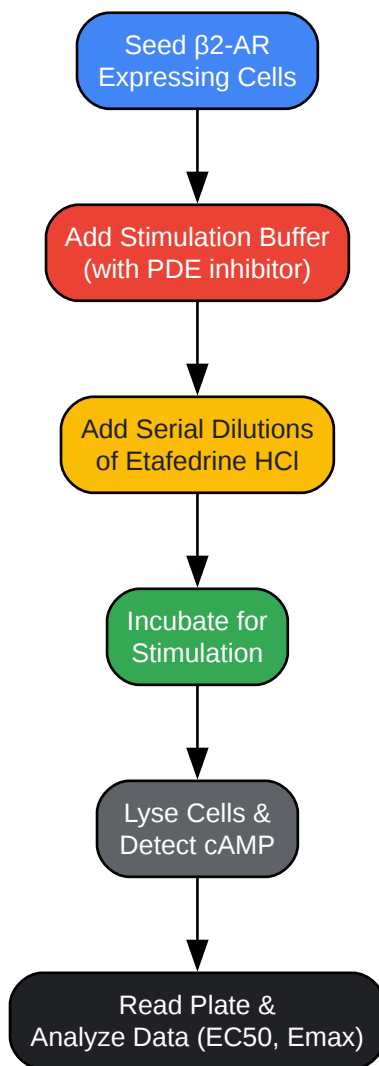 Seed β2-AR
Expressing Cells
Add Stimulation Buffer
(with PDE inhibitor)
Add Serial Dilutions
of Etafedrine HCl
Incubate for
Stimulation
Lyse Cells &
Detect cAMP
Read Plate &
Analyze Data (EC50, Emax)